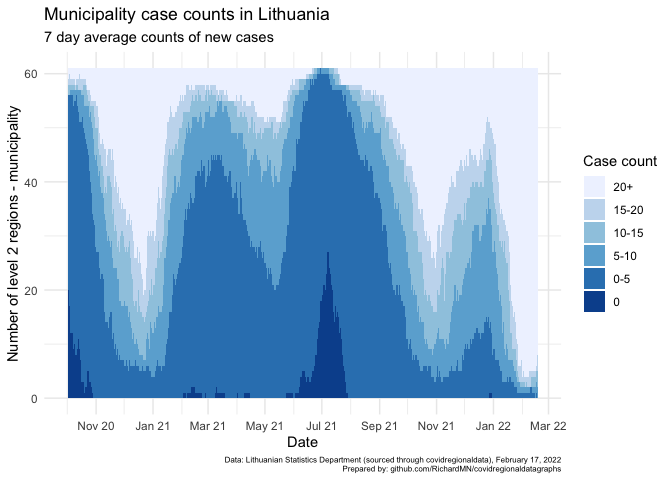 Municipality case counts in Lithuania
7 day average counts of new cases
Number of level 2 regions - municipality
60
40
20
0
Nov 20 Jan 21 Mar 21 May 21 Jul 21 Sep 21 Nov 21 Jan 22 Mar 22
Date
Case count
20+
15-20
10-15
5-10
0-5
0
Data: Lithuanian Statistics Department (sourced through covidregionaldata), February 17, 2022
Prepared by: github.com/RichardMN/covidregionaldatagraphs